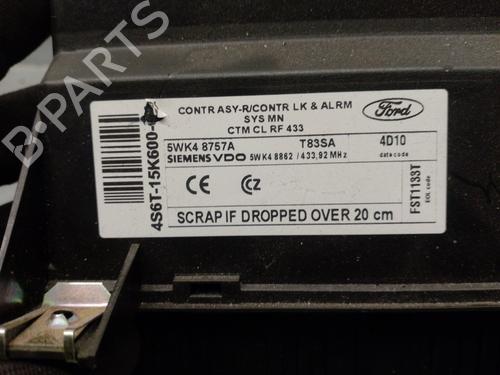 CONTR ASY-R/CONTR LK & ALRM
SYS MN
CTM CL RF 433
Ford
4S6T-15K600-
5WK4 8757A T83SA 4D10
SIEMENS VDO 5WK4 8862 / 433,92 MHz date code
CE CZ
FST1133T
EOL code
SCRAP IF DROPPED OVER 20 cm
B-PARTS